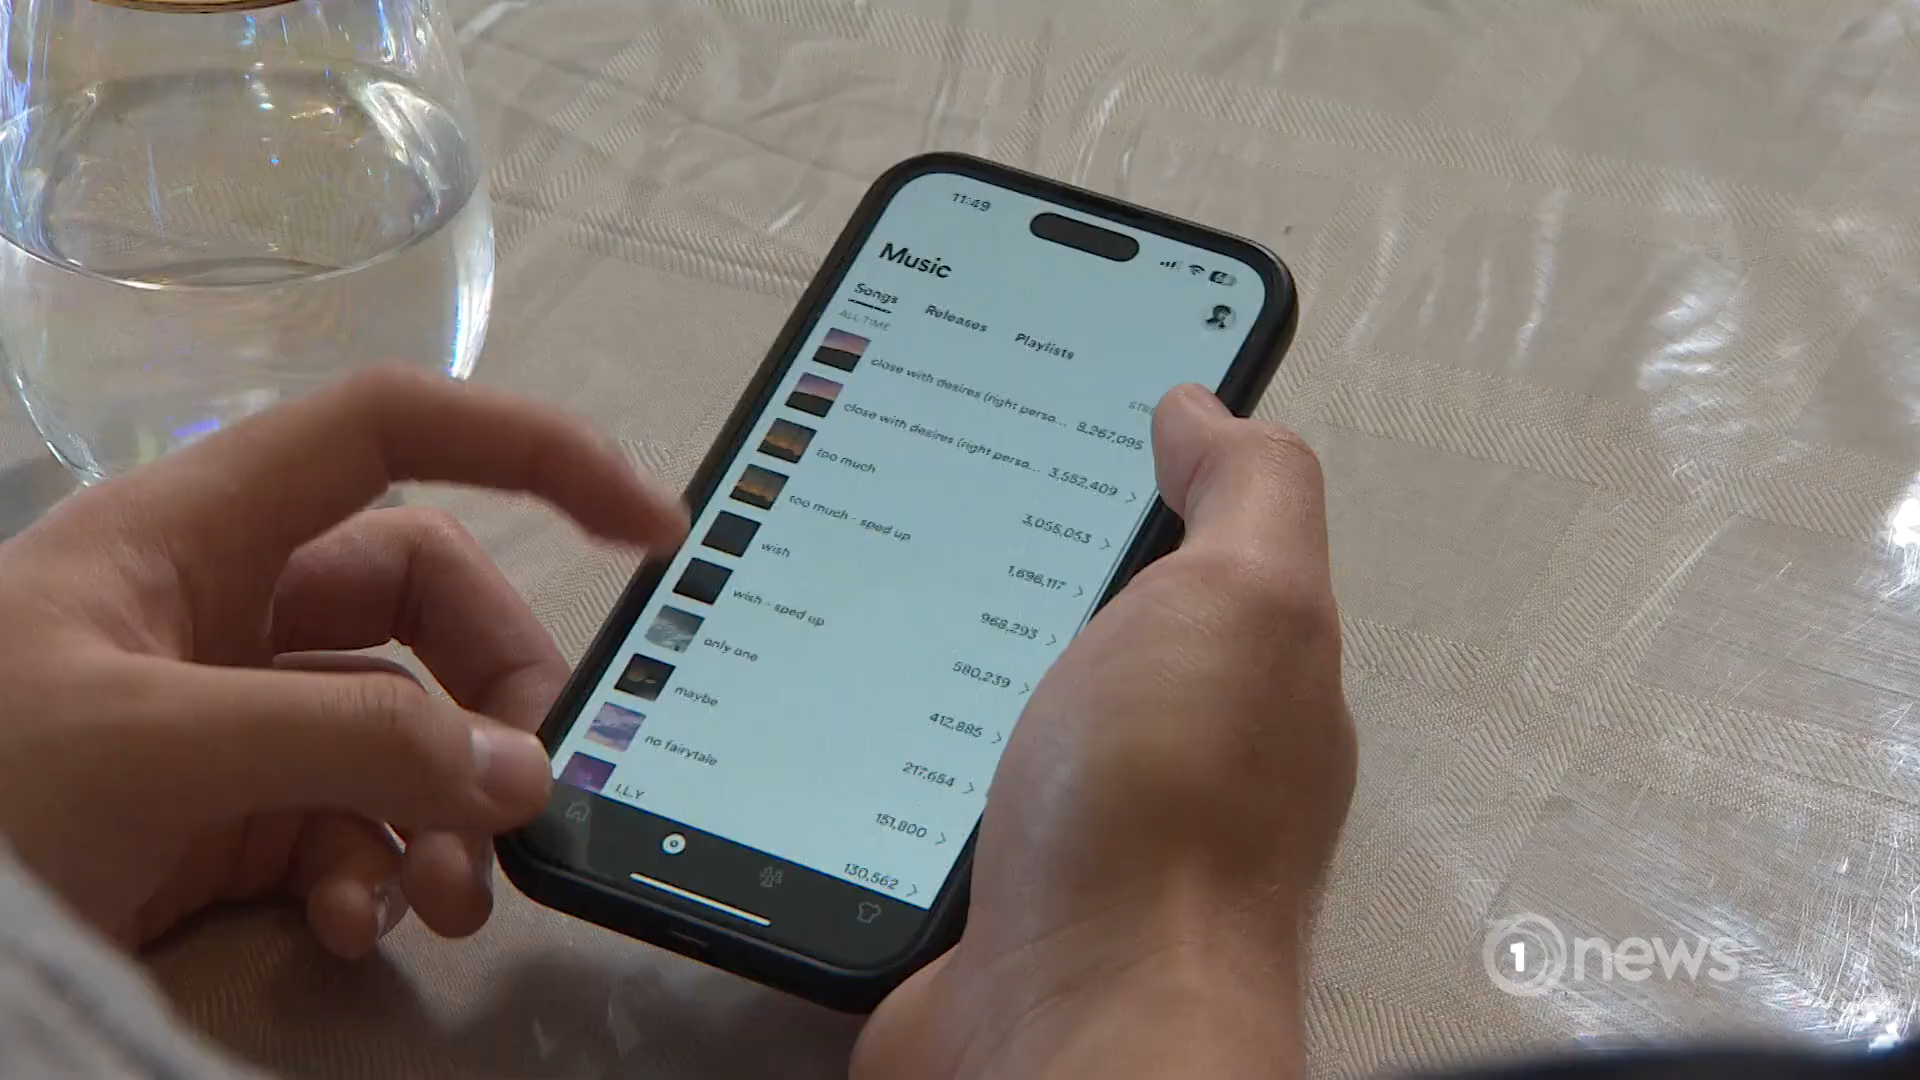 11:49
Music
Songs Releases Playlists
ALL TIME
close with desires (right perso... 8,267,095
close with desires (right perso... 3,582,409
too much 3,055,053
too much - sped up 1,696,117
wish 968,293
wish - sped up 580,239
only one 412,885
maybe 217,654
no fairytale 151,800
I.L.Y 130,562
1news